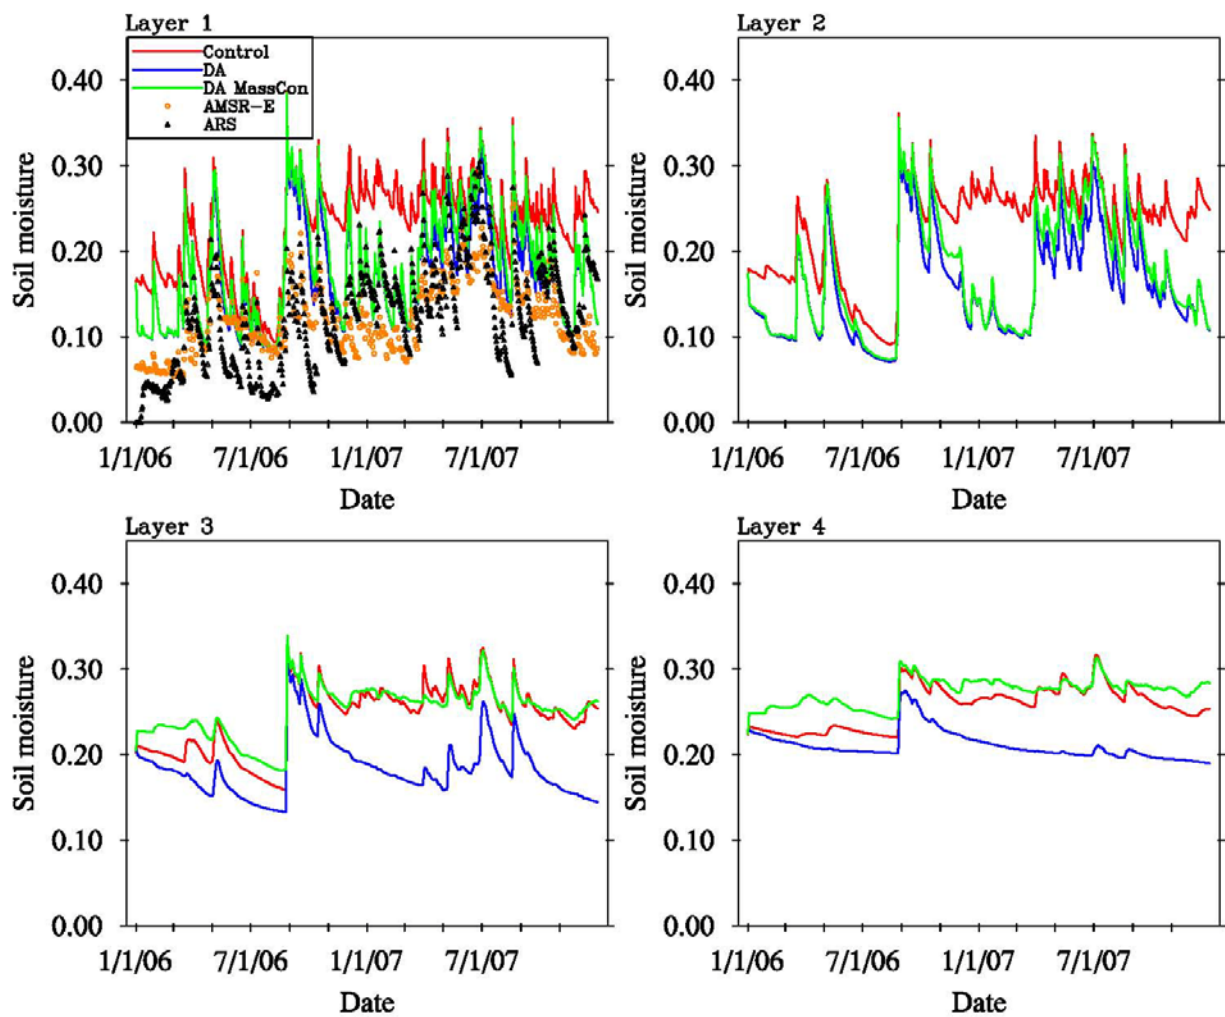 Layer 1
Control
DA
DA MassCon
AMSR-E
ARS
0.40
0.30
0.20
0.10
0.00
Soil moisture
1/1/06 7/1/06 1/1/07 7/1/07
Date
Layer 2
0.40
0.30
0.20
0.10
0.00
Soil moisture
1/1/06 7/1/06 1/1/07 7/1/07
Date
Layer 3
0.40
0.30
0.20
0.10
0.00
Soil moisture
1/1/06 7/1/06 1/1/07 7/1/07
Date
Layer 4
0.40
0.30
0.20
0.10
0.00
Soil moisture
1/1/06 7/1/06 1/1/07 7/1/07
Date